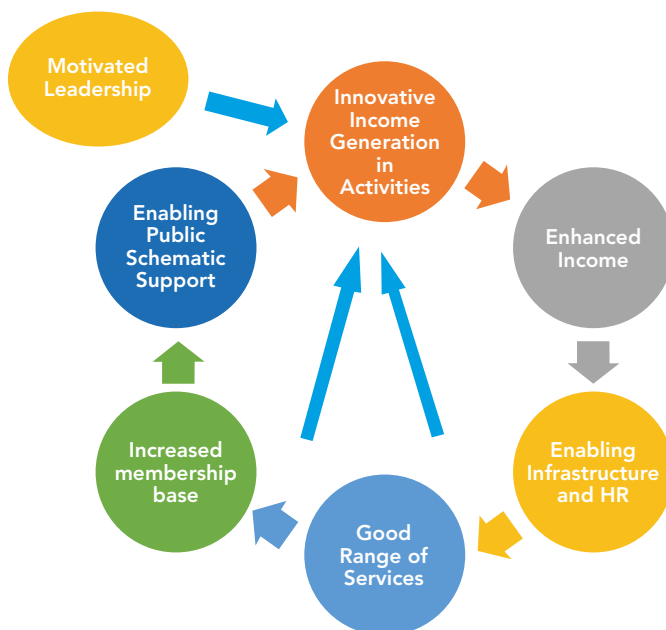 Motivated
Leadership
Innovative
Income
Generation
in
Activities
Enhanced
Income
Enabling
Infrastructure
and HR
Good
Range of
Services
Increased
membership
base
Enabling
Public
Schematic
Support